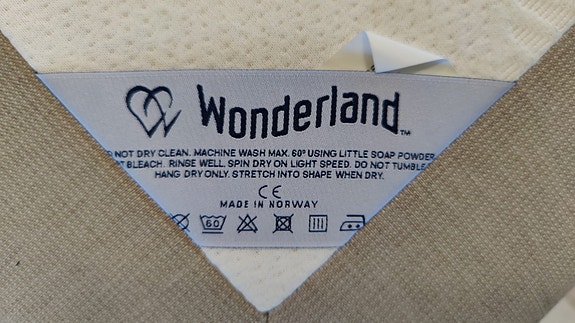 Wonderland™
NOT DRY CLEAN. MACHINE WASH MAX. 60° USING LITTLE SOAP POWDER
BLEACH. RINSE WELL. SPIN DRY ON LIGHT SPEED. DO NOT TUMBLE
HANG DRY ONLY. STRETCH INTO SHAPE WHEN DRY.
CE
MADE IN NORWAY
60